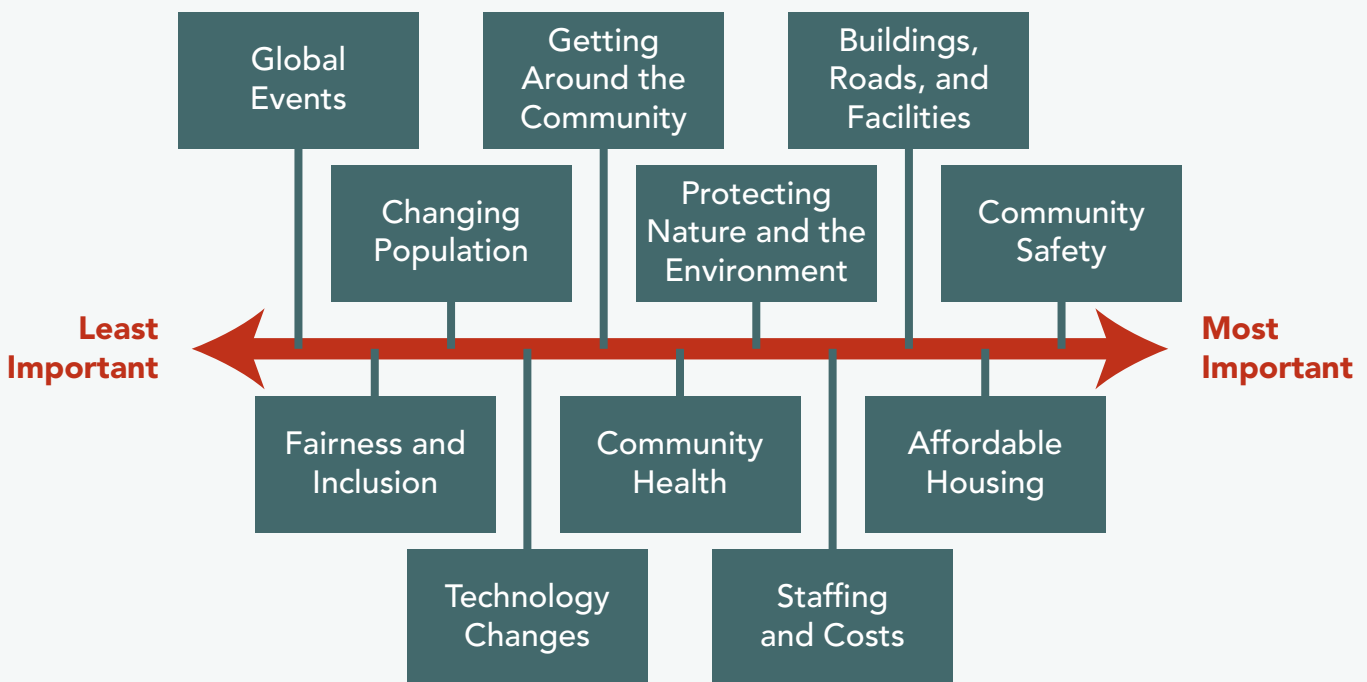 Global
Events
Getting
Around the
Community
Buildings,
Roads, and
Facilities
Changing
Population
Protecting
Nature and the
Environment
Community
Safety
Least
Important
Most
Important
Fairness and
Inclusion
Community
Health
Affordable
Housing
Technology
Changes
Staffing
and Costs